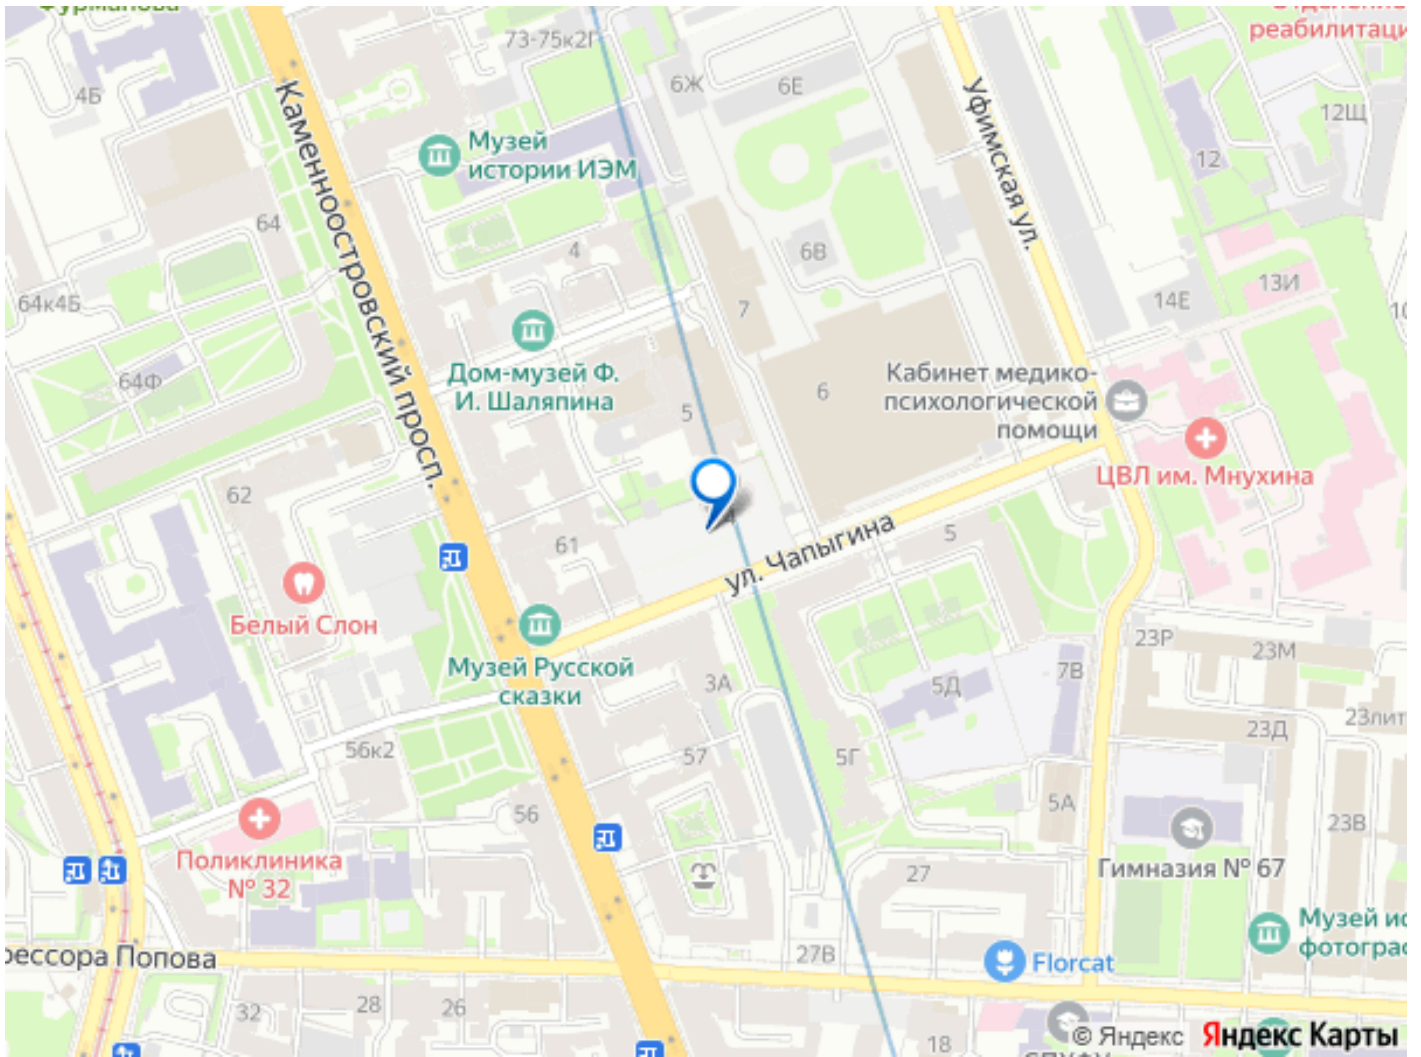 73-75к2Г
4Б
6Ж
6Е
Уфимская ул.
реабилитаци
12Щ
12
Музей
истории ИЭМ
Каменноостровский просп.
64
4
6В
13И
14Е
64к4Б
7
Дом-музей Ф.
И. Шаляпина
64Ф
5
6
Кабинет медико-
психологической
помощи
ЦВЛ им. Мнухина
62
61
ул. Чапыгина
5
Белый Слон
Музей Русской
сказки
3А
5Д
7В
23Р
23М
23лит
23Д
56к2
57
5Г
5А
56
23В
Поликлиника
№ 32
27
Гимназия № 67
Музей ис
фотограф
рессора Попова
27В
Florcat
32
28
26
18
© Яндекс
Яндекс Карты